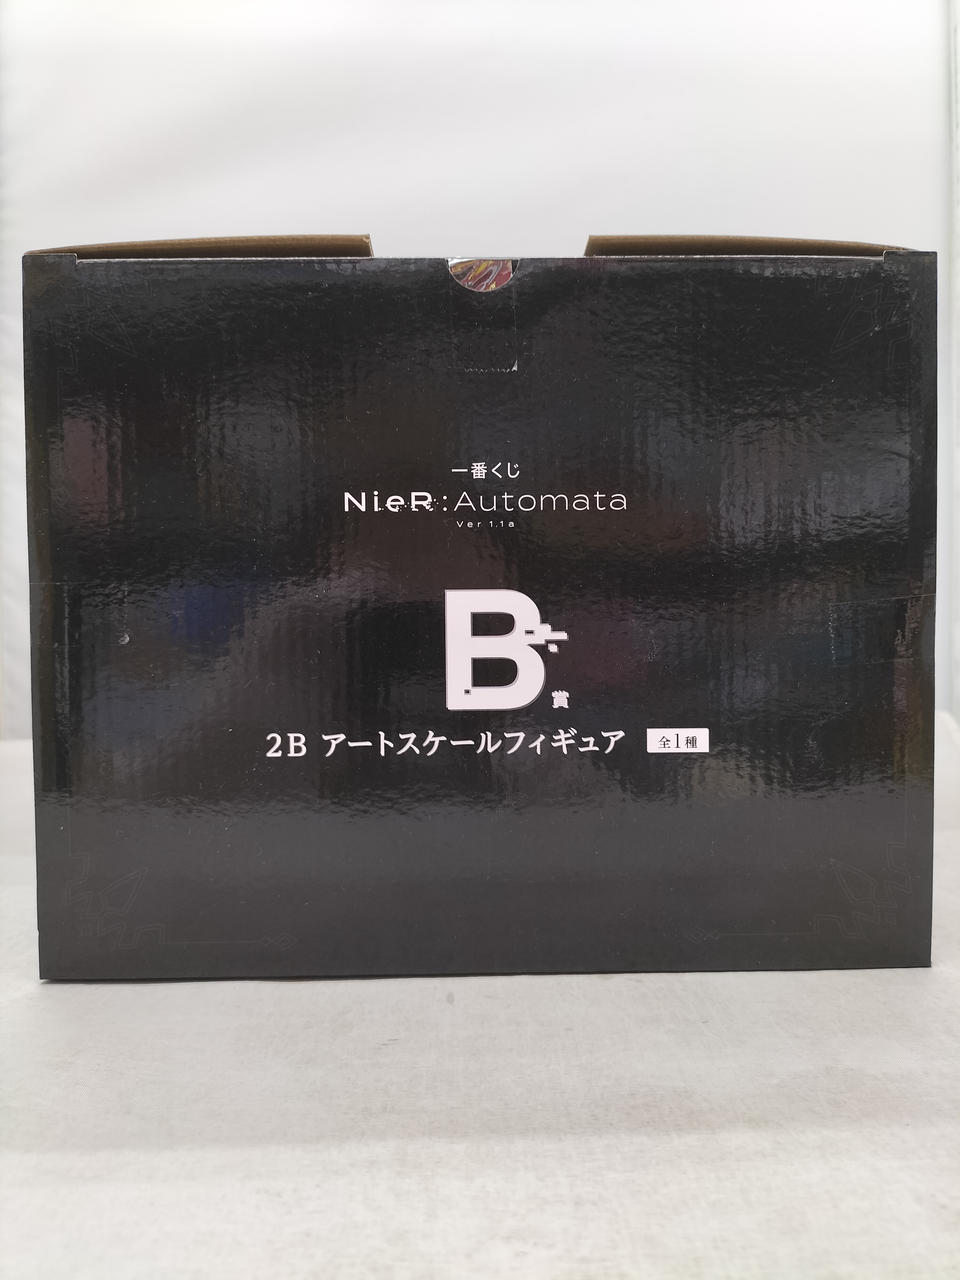 一番くじ
NieR:Automata
Ver 1.1a
B賞
2B アートスケールフィギュア 全1種